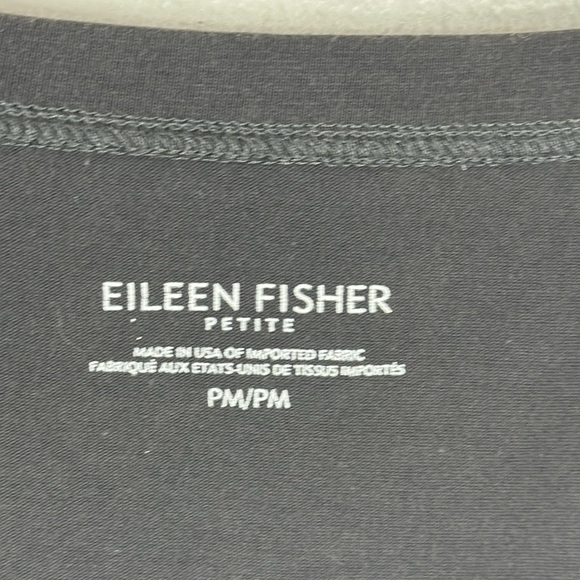 EILEEN FISHER
PETITE
MADE IN USA OF IMPORTED FABRIC
FABRIQUÉ AUX ETATS-UNIS DE TISSUS IMPORTÉS
PM/PM